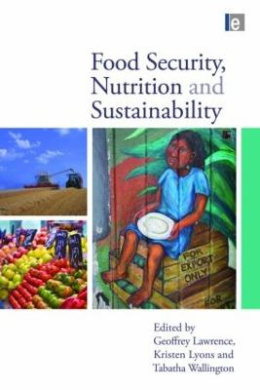 Food Security,
Nutrition and
Sustainability
FOR
EXPORT
ONLY
Edited by
Geoffrey Lawrence,
Kristen Lyons and
Tabatha Wallington